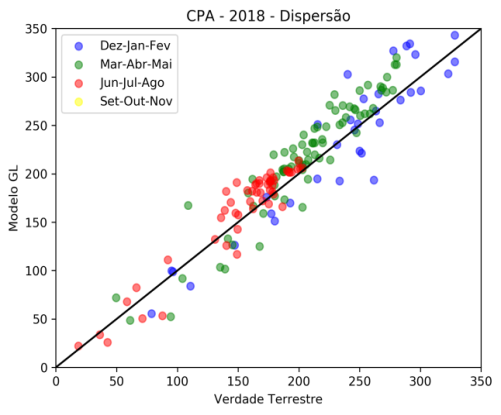 CPA - 2018 - Dispersão
350
300
250
200
150
100
50
0
Modelo GL
Dez-Jan-Fev
Mar-Abr-Mai
Jun-Jul-Ago
Set-Out-Nov
0 50 100 150 200 250 300 350
Verdade Terrestre